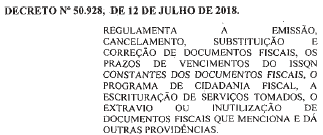 DECRETO Nº 50.928, DE 12 DE JULHO DE 2018.
REGULAMENTA A EMISSÃO,
CANCELAMENTO, SUBSTITUIÇÃO E
CORREÇÃO DE DOCUMENTOS FISCAIS, OS
PRAZOS DE VENCIMENTOS DO ISSQN
CONSTANTES DOS DOCUMENTOS FISCAIS, O
PROGRAMA DE CIDADANIA FISCAL, A
ESCRITURAÇÃO DE SERVIÇOS TOMADOS, O
EXTRAVIO OU INUTILIZAÇÃO DE
DOCUMENTOS FISCAIS QUE MENCIONA E DÁ
OUTRAS PROVIDÊNCIAS.